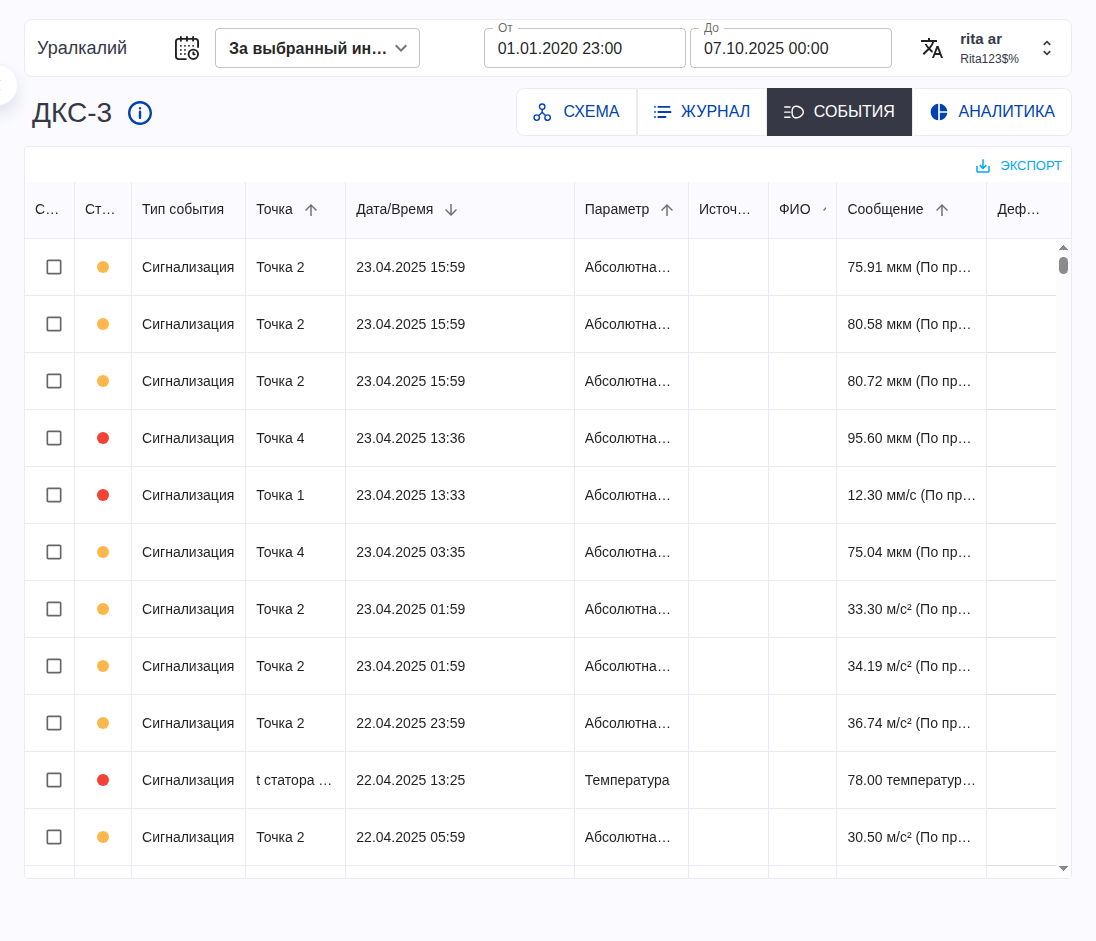 Уралкалий
За выбранный ин…
От
01.01.2020 23:00
До
07.10.2025 00:00
rita ar
Rita123$%
ДКС-3
СХЕМА
ЖУРНАЛ
СОБЫТИЯ
АНАЛИТИКА
ЭКСПОРТ
С… Ст… Тип события Точка Дата/Время Параметр Источ… ФИО Сообщение Деф…
Сигнализация Точка 2 23.04.2025 15:59 Абсолютна… 75.91 мкм (По пр…
Сигнализация Точка 2 23.04.2025 15:59 Абсолютна… 80.58 мкм (По пр…
Сигнализация Точка 2 23.04.2025 15:59 Абсолютна… 80.72 мкм (По пр…
Сигнализация Точка 4 23.04.2025 13:36 Абсолютна… 95.60 мкм (По пр…
Сигнализация Точка 1 23.04.2025 13:33 Абсолютна… 12.30 мм/с (По пр…
Сигнализация Точка 4 23.04.2025 03:35 Абсолютна… 75.04 мкм (По пр…
Сигнализация Точка 2 23.04.2025 01:59 Абсолютна… 33.30 м/с² (По пр…
Сигнализация Точка 2 23.04.2025 01:59 Абсолютна… 34.19 м/с² (По пр…
Сигнализация Точка 2 22.04.2025 23:59 Абсолютна… 36.74 м/с² (По пр…
Сигнализация t статора … 22.04.2025 13:25 Температура 78.00 температур…
Сигнализация Точка 2 22.04.2025 05:59 Абсолютна… 30.50 м/с² (По пр…